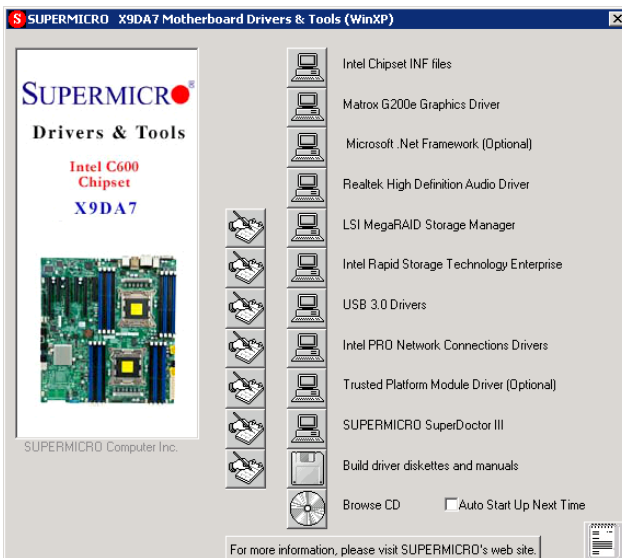 S SUPERMICRO X9DA7 Motherboard Drivers & Tools (WinXP)
SUPERMICRO®
Drivers & Tools
Intel C600
Chipset
X9DA7
SUPERMICRO Computer Inc.
Intel Chipset INF files
Matrox G200e Graphics Driver
Microsoft .Net Framework (Optional)
Realtek High Definition Audio Driver
LSI MegaRAID Storage Manager
Intel Rapid Storage Technology Enterprise
USB 3.0 Drivers
Intel PRO Network Connections Drivers
Trusted Platform Module Driver (Optional)
SUPERMICRO SuperDoctor III
Build driver diskettes and manuals
Browse CD
Auto Start Up Next Time
For more information, please visit SUPERMICRO's web site.